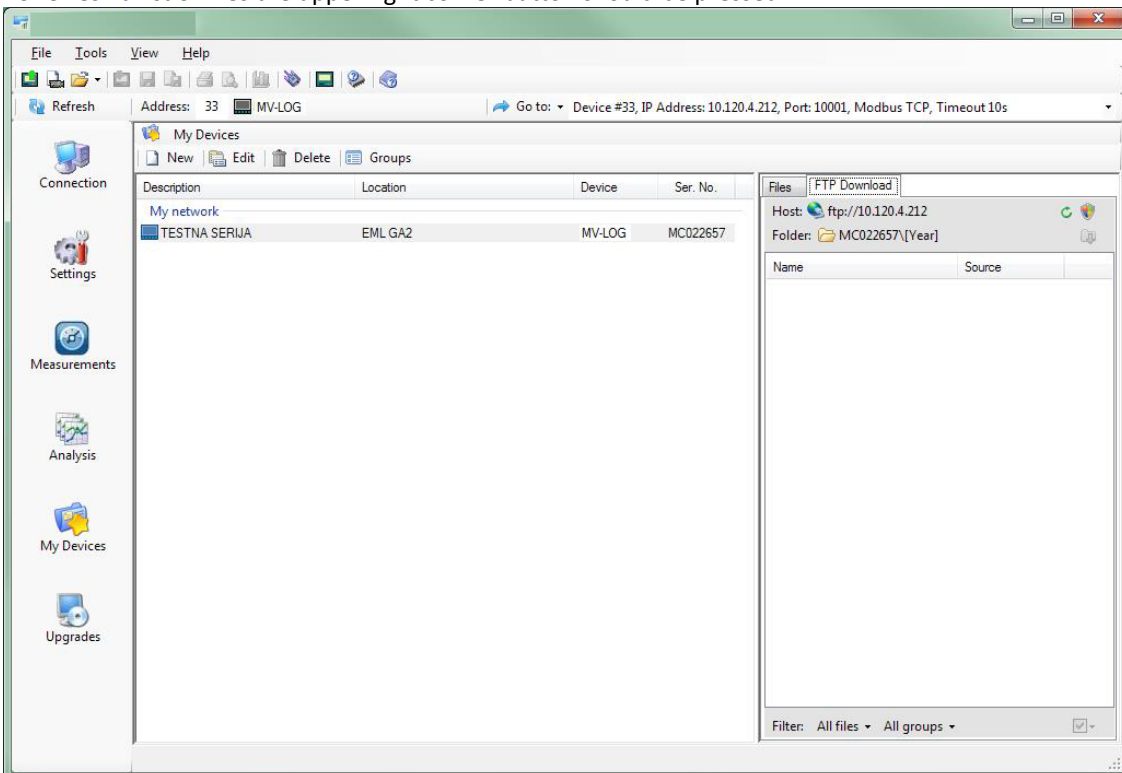 File Tools View Help
Refresh Address: 33 MV-LOG Go to: Device #33, IP Address: 10.120.4.212, Port: 10001, Modbus TCP, Timeout 10s
My Devices
New Edit Delete Groups
Description Location Device Ser. No.
My network
TESTNA SERIJA EML GA2 MV-LOG MC022657
Files FTP Download
Host: ftp://10.120.4.212
Folder: MC022657\[Year]
Name Source
Filter: All files All groups
Connection
Settings
Measurements
Analysis
My Devices
Upgrades